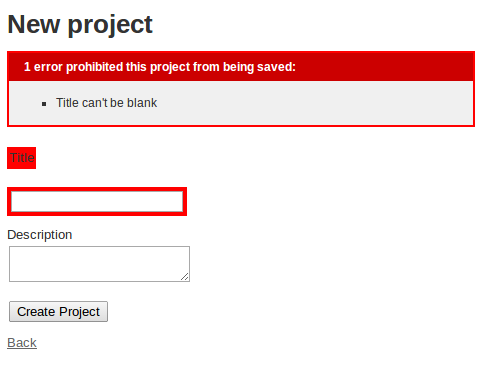 New project
1 error prohibited this project from being saved:
Title can't be blank
Title
Description
Create Project
Back